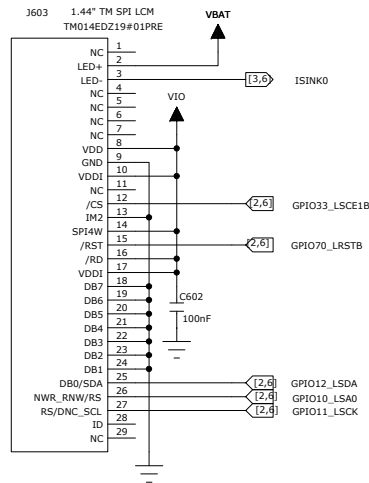 J603 1.44" TM SPI LCM VBAT
TM014EDZ19#01PRE
NC 1
LED+ 2
LED- 3 [3,6] ISINK0
NC 4
NC 5
NC 6
NC 7
VIO
VDD 8
GND 9
VDDI 10
NC 11
/CS 12 [2,6] GPIO33_LSCE1B
IM2 13
SPI4W 14
/RST 15 [2,6] GPIO70_LRSTB
/RD 16
VDDI 17
DB7 18
DB6 19 C602
DB5 20 100nF
DB4 21
DB3 22
DB2 23
DB1 24
DB0/SDA 25 [2,6] GPIO12_LSDA
NWR_RNW/RS 26 [2,6] GPIO10_LSA0
RS/DNC_SCL 27 [2,6] GPIO11_LSCK
ID 28
NC 29